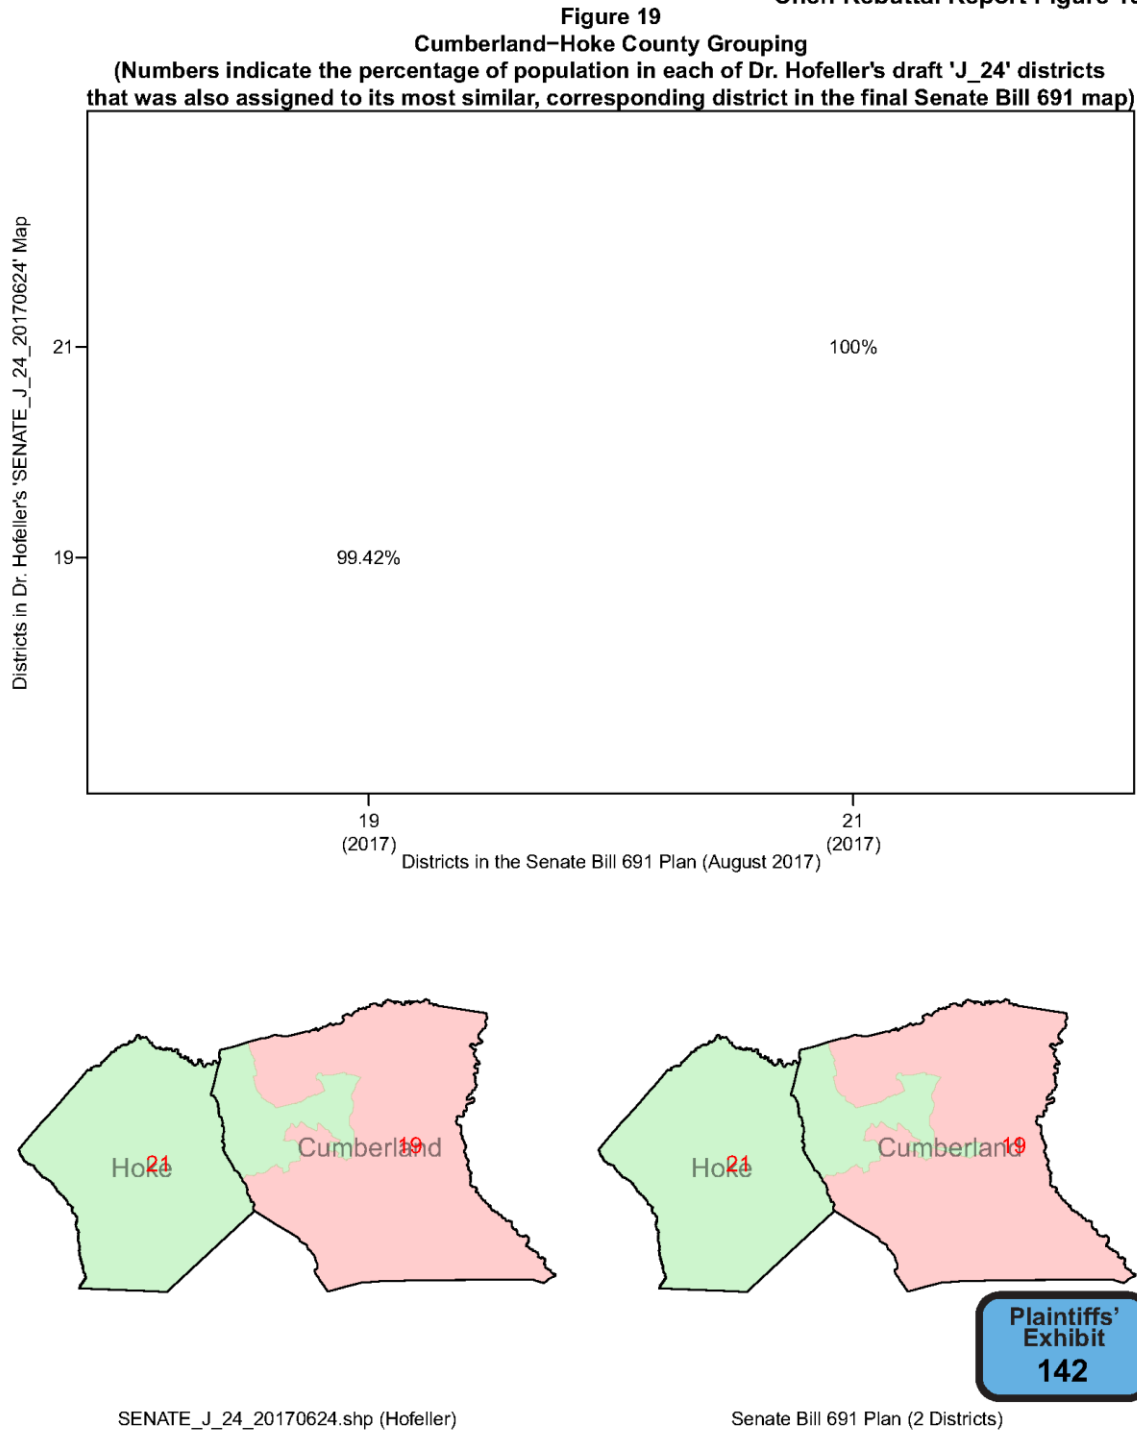 Figure 19
Cumberland−Hoke County Grouping
(Numbers indicate the percentage of population in each of Dr. Hofeller's draft 'J_24' districts
that was also assigned to its most similar, corresponding district in the final Senate Bill 691 map)
Districts in Dr. Hofeller's 'SENATE_J_24_20170624' Map
21
100%
19
99.42%
19
(2017)
21
(2017)
Districts in the Senate Bill 691 Plan (August 2017)
Hoke
21
Cumberland
19
Hoke
21
Cumberland
19
Plaintiffs'
Exhibit
142
SENATE_J_24_20170624.shp (Hofeller)
Senate Bill 691 Plan (2 Districts)